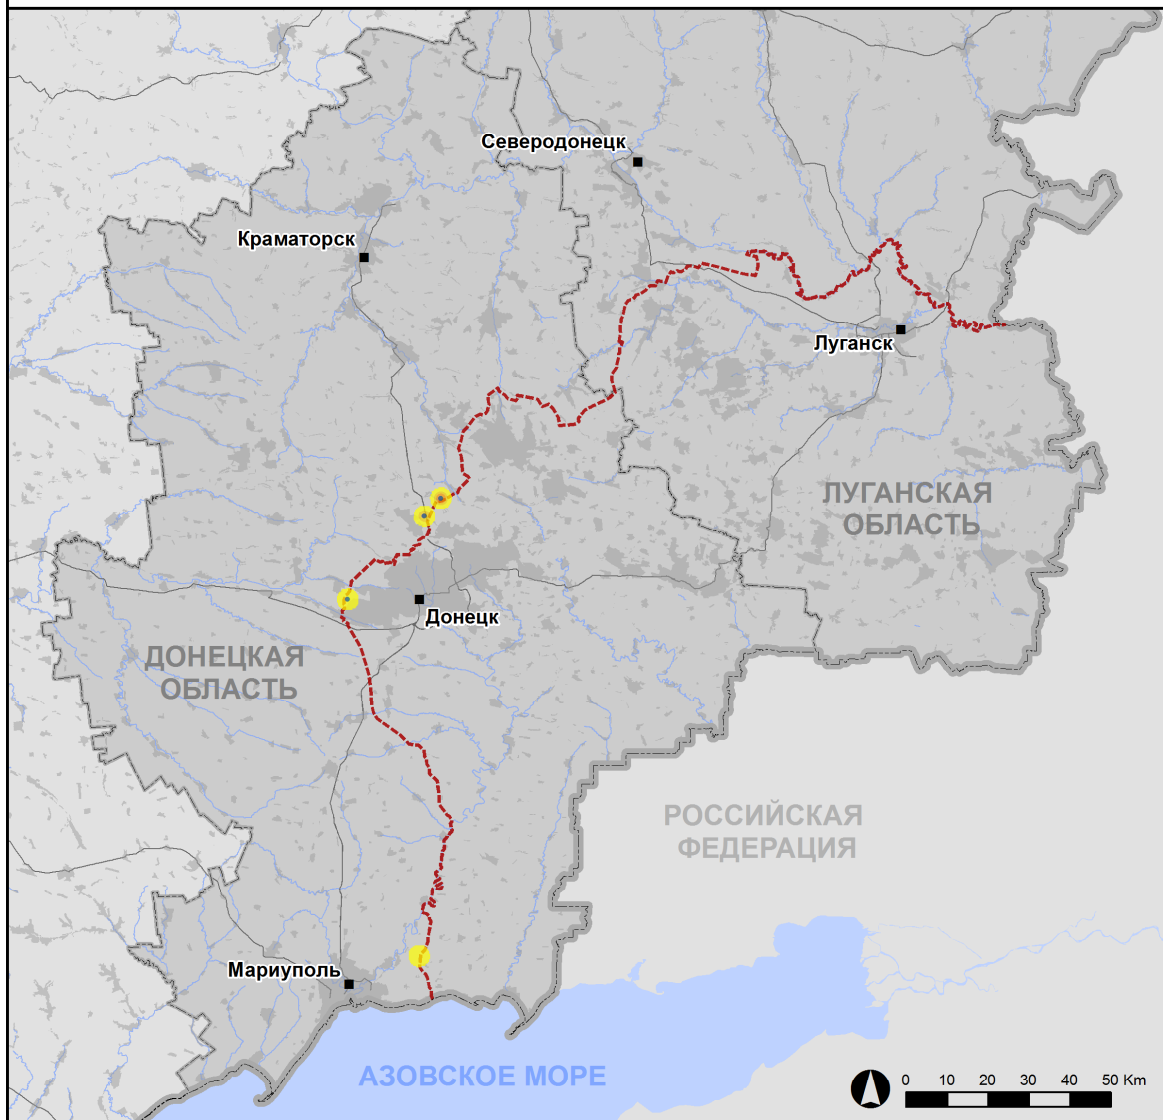 Северодонецк
Краматорск
Луганск
ЛУГАНСКАЯ
ОБЛАСТЬ
Донецк
ДОНЕЦКАЯ
ОБЛАСТЬ
РОССИЙСКАЯ
ФЕДЕРАЦИЯ
Мариуполь
АЗОВСКОЕ МОРЕ
0 10 20 30 40 50 Km